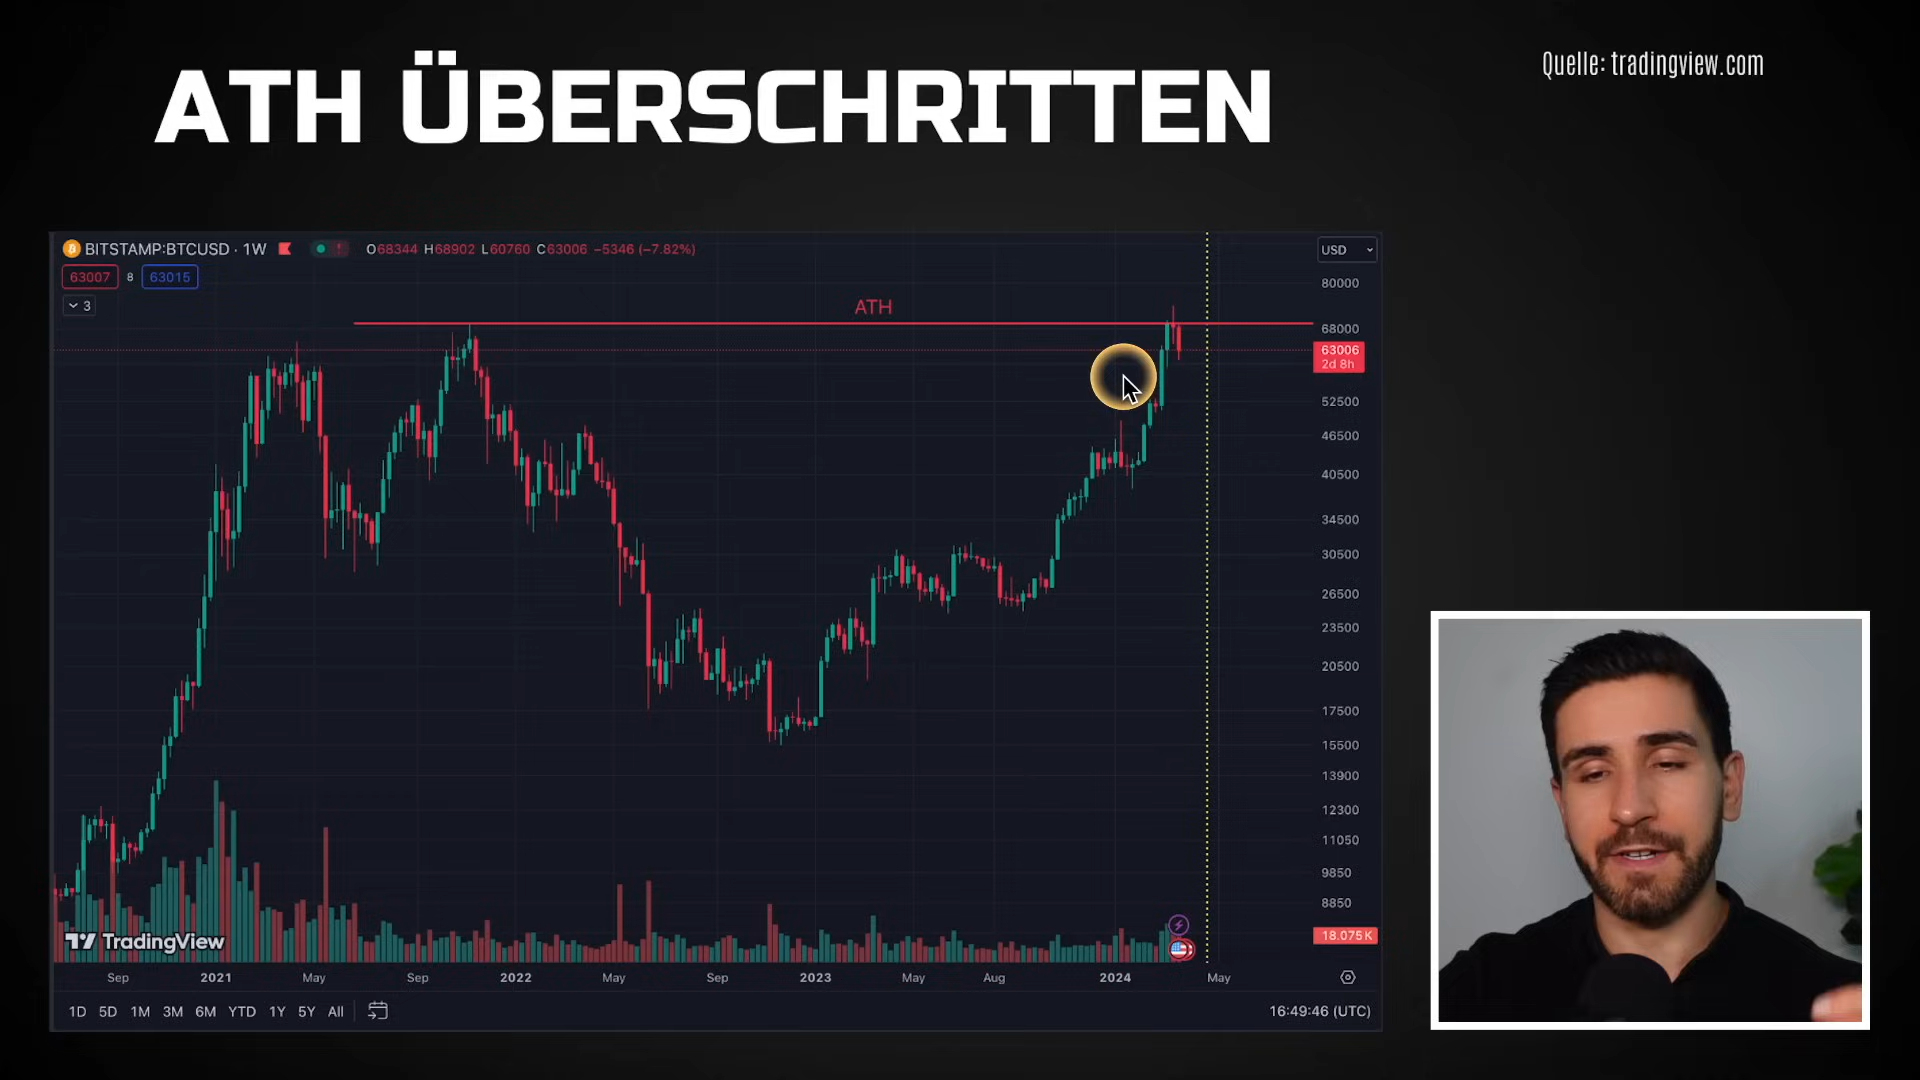 ATH ÜBERSCHRITTEN
Quelle: tradingview.com
BITSTAMP:BTCUSD · 1W O68344 H68902 L60760 C63006 −5346 (−7.82%)
USD
63007 8 63015
3
ATH
80000
68000
63006
2d 8h
52500
46500
40500
34500
30500
26500
23500
20500
17500
15500
13900
12300
11050
9850
8850
18.075K
TradingView
Sep 2021 May Sep 2022 May Sep 2023 May Aug 2024 May
1D 5D 1M 3M 6M YTD 1Y 5Y All
16:49:46 (UTC)